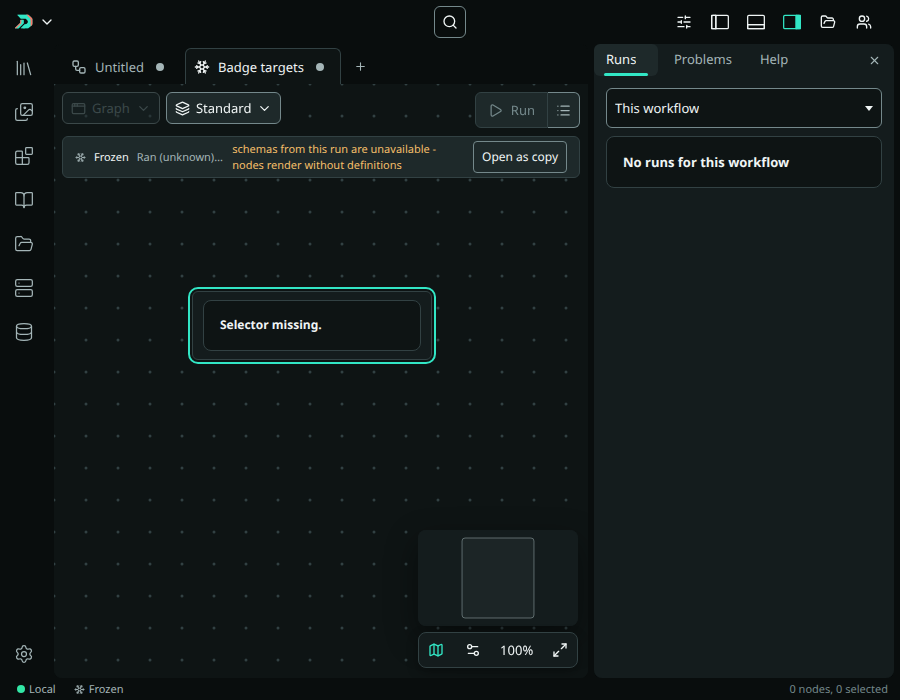 Untitled
Badge targets
Runs
Problems
Help
Graph
Standard
Run
This workflow
Frozen
Ran (unknown)...
schemas from this run are unavailable -
nodes render without definitions
Open as copy
No runs for this workflow
Selector missing.
100%
Local
Frozen
0 nodes, 0 selected